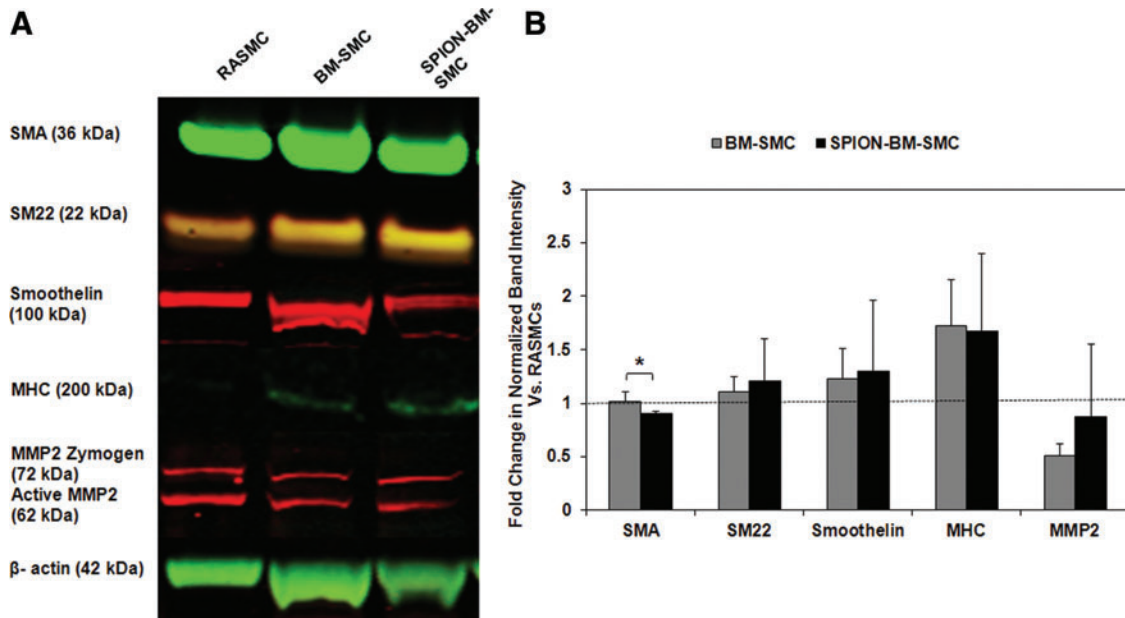 A
RASMC
BM-SMC
SPION-BM-
SMC
SMA (36 kDa)
SM22 (22 kDa)
Smoothelin
(100 kDa)
MHC (200 kDa)
MMP2 Zymogen
(72 kDa)
Active MMP2
(62 kDa)
β- actin (42 kDa)
B
BM-SMC
SPION-BM-SMC
Fold Change in Normalized Band Intensity
Vs. RASMCs
3
2.5
2
1.5
1
0.5
0
*
SMA
SM22
Smoothelin
MHC
MMP2